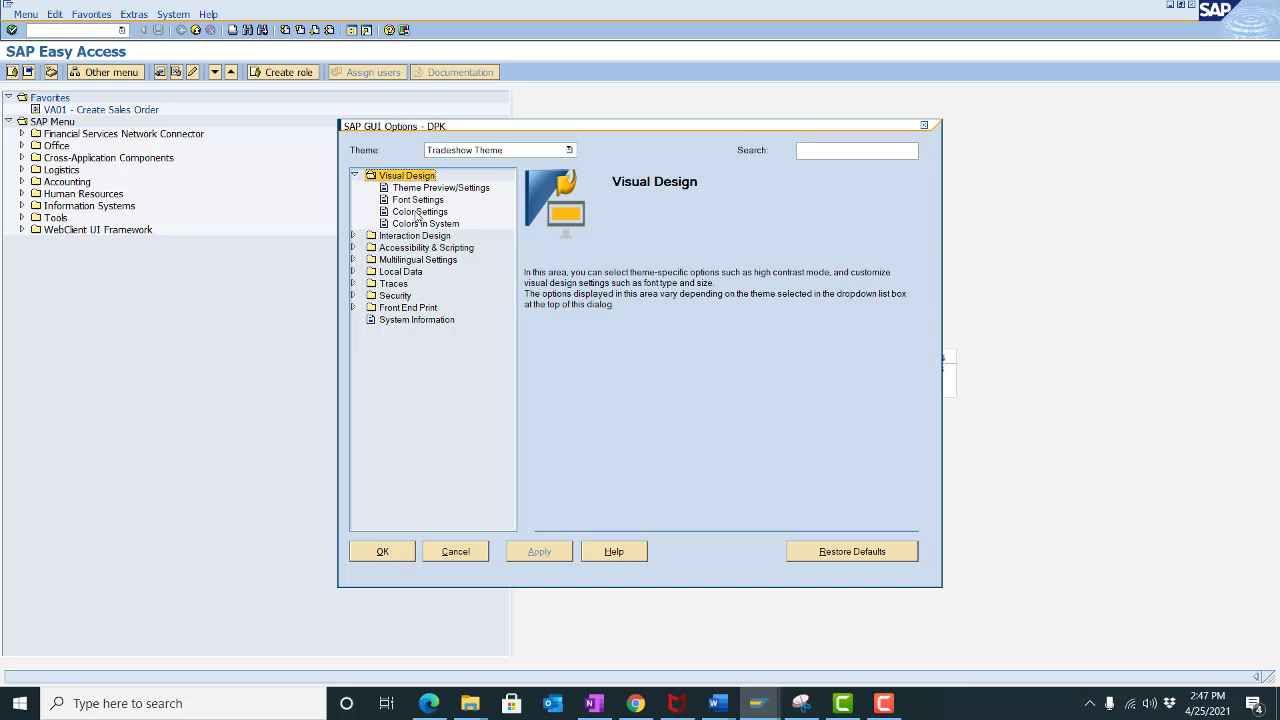 Menu Edit Favorites Extras System Help
SAP
SAP Easy Access
Other menu Create role Assign users Documentation
Favorites
VA01 - Create Sales Order
SAP Menu
Financial Services Network Connector
Office
Cross-Application Components
Logistics
Accounting
Human Resources
Information Systems
Tools
WebClient UI Framework
SAP GUI Options - DPK
Theme: Tradeshow Theme Search:
Visual Design
Theme Preview/Settings
Font Settings
Color Settings
Colors in System
Interaction Design
Accessibility & Scripting
Multilingual Settings
Local Data
Traces
Security
Front End Print
System Information
Visual Design
In this area, you can select theme-specific options such as high contrast mode, and customize
visual design settings such as font type and size.
The options displayed in this area vary depending on the theme selected in the dropdown list box
at the top of this dialog.
OK Cancel Apply Help Restore Defaults
Type here to search
2:47 PM
4/25/2021
4